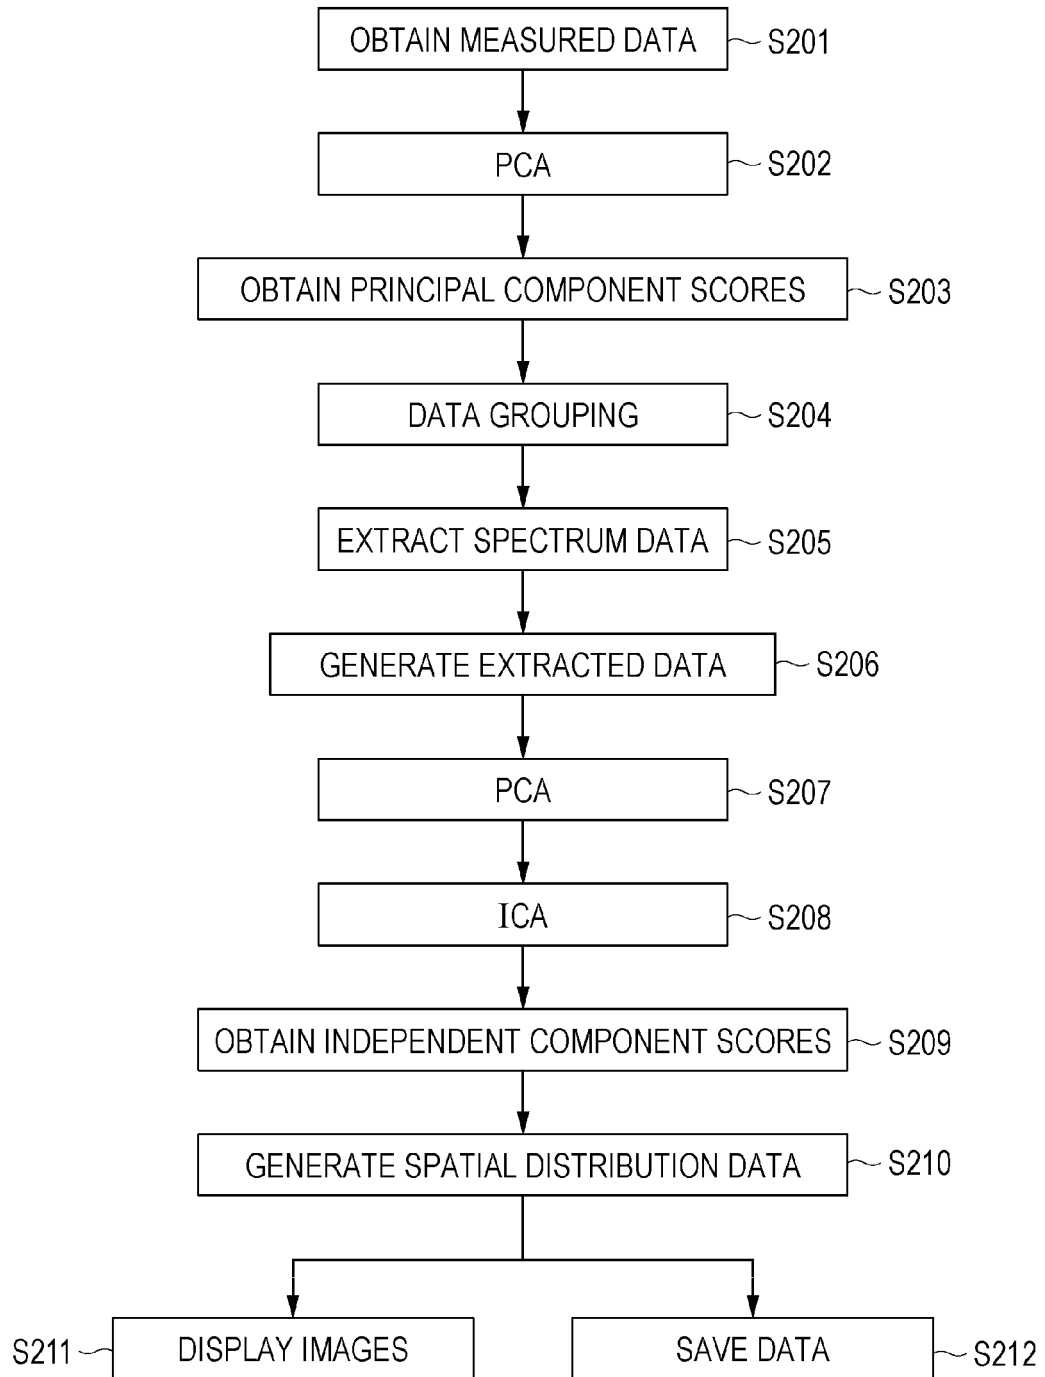 OBTAIN MEASURED DATA S201
PCA S202
OBTAIN PRINCIPAL COMPONENT SCORES S203
DATA GROUPING S204
EXTRACT SPECTRUM DATA S205
GENERATE EXTRACTED DATA S206
PCA S207
ICA S208
OBTAIN INDEPENDENT COMPONENT SCORES S209
GENERATE SPATIAL DISTRIBUTION DATA S210
S211 DISPLAY IMAGES SAVE DATA S212